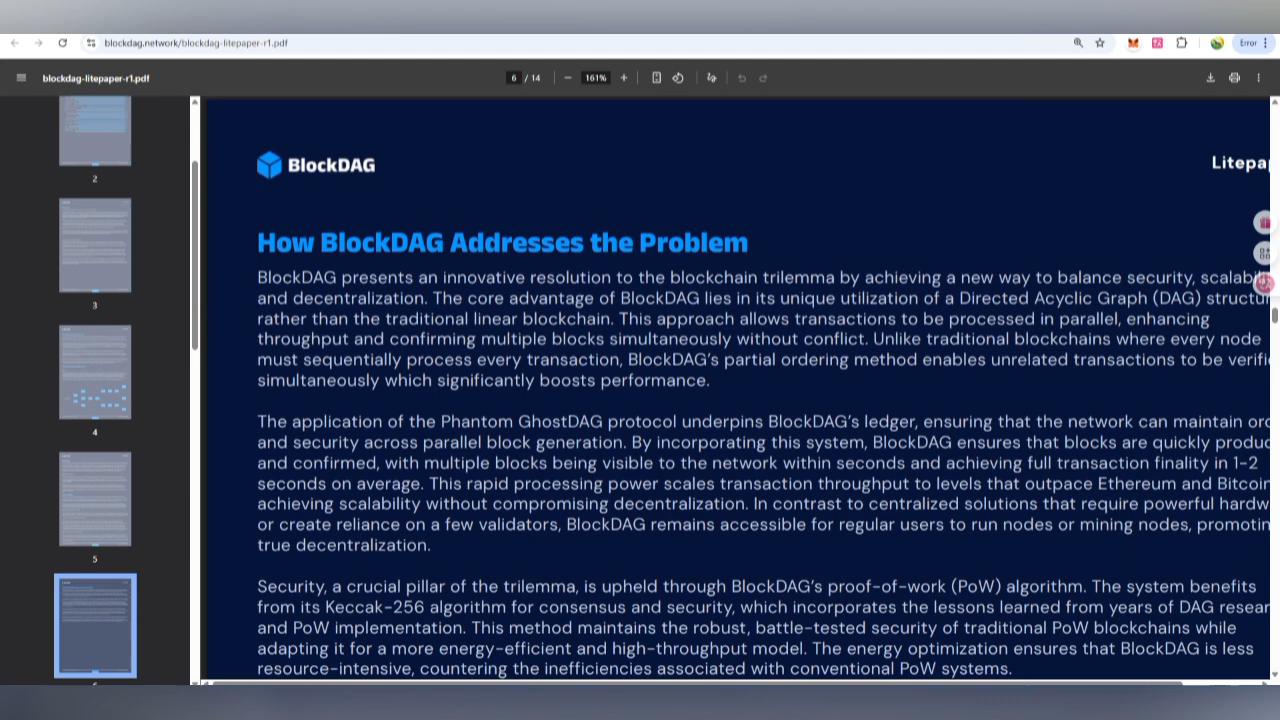 blockdag.network/blockdag-litepaper-r1.pdf
Error
blockdag-litepaper-r1.pdf
6 / 14
161%
2
3
4
5
BlockDAG
How BlockDAG Addresses the Problem
BlockDAG presents an innovative resolution to the blockchain trilemma by achieving a new way to balance security,
and decentralization. The core advantage of BlockDAG lies in its unique utilization of a Directed Acyclic Graph (DAG)
rather than the traditional linear blockchain. This approach allows transactions to be processed in parallel, enhancing
throughput and confirming multiple blocks simultaneously without conflict. Unlike traditional blockchains where every node
must sequentially process every transaction, BlockDAG's partial ordering method enables unrelated transactions to be
simultaneously which significantly boosts performance.
The application of the Phantom GhostDAG protocol underpins BlockDAG's ledger, ensuring that the network can maintain
and security across parallel block generation. By incorporating this system, BlockDAG ensures that blocks are quickly
and confirmed, with multiple blocks being visible to the network within seconds and achieving full transaction finality in 1-2
seconds on average. This rapid processing power scales transaction throughput to levels that outpace Ethereum and Bitcoin
achieving scalability without compromising decentralization. In contrast to centralized solutions that require powerful
or create reliance on a few validators, BlockDAG remains accessible for regular users to run nodes or mining nodes,
true decentralization.
Security, a crucial pillar of the trilemma, is upheld through BlockDAG's proof-of-work (PoW) algorithm. The system benefits
from its Keccak-256 algorithm for consensus and security, which incorporates the lessons learned from years of DAG
and PoW implementation. This method maintains the robust, battle-tested security of traditional PoW blockchains while
adapting it for a more energy-efficient and high-throughput model. The energy optimization ensures that BlockDAG is less
resource-intensive, countering the inefficiencies associated with conventional PoW systems.